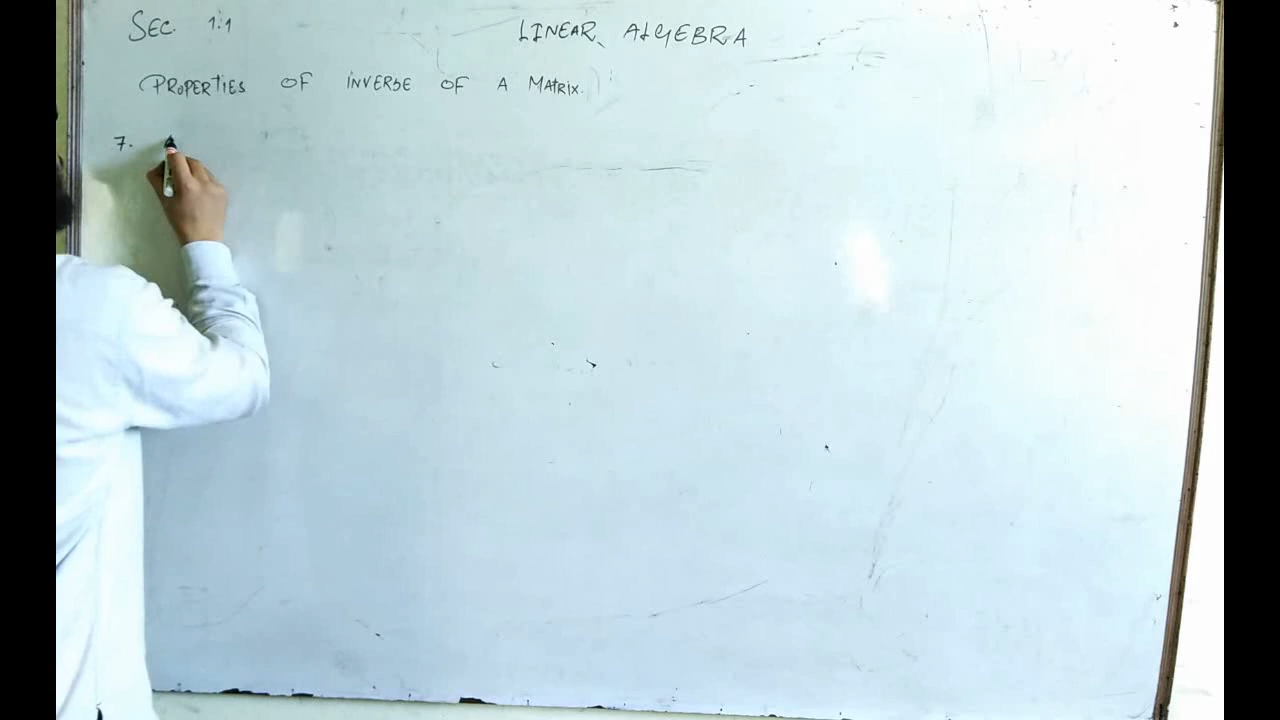 SEC. 1.1
LINEAR ALGEBRA
PROPERTIES OF INVERSE OF A MATRIX.
7.